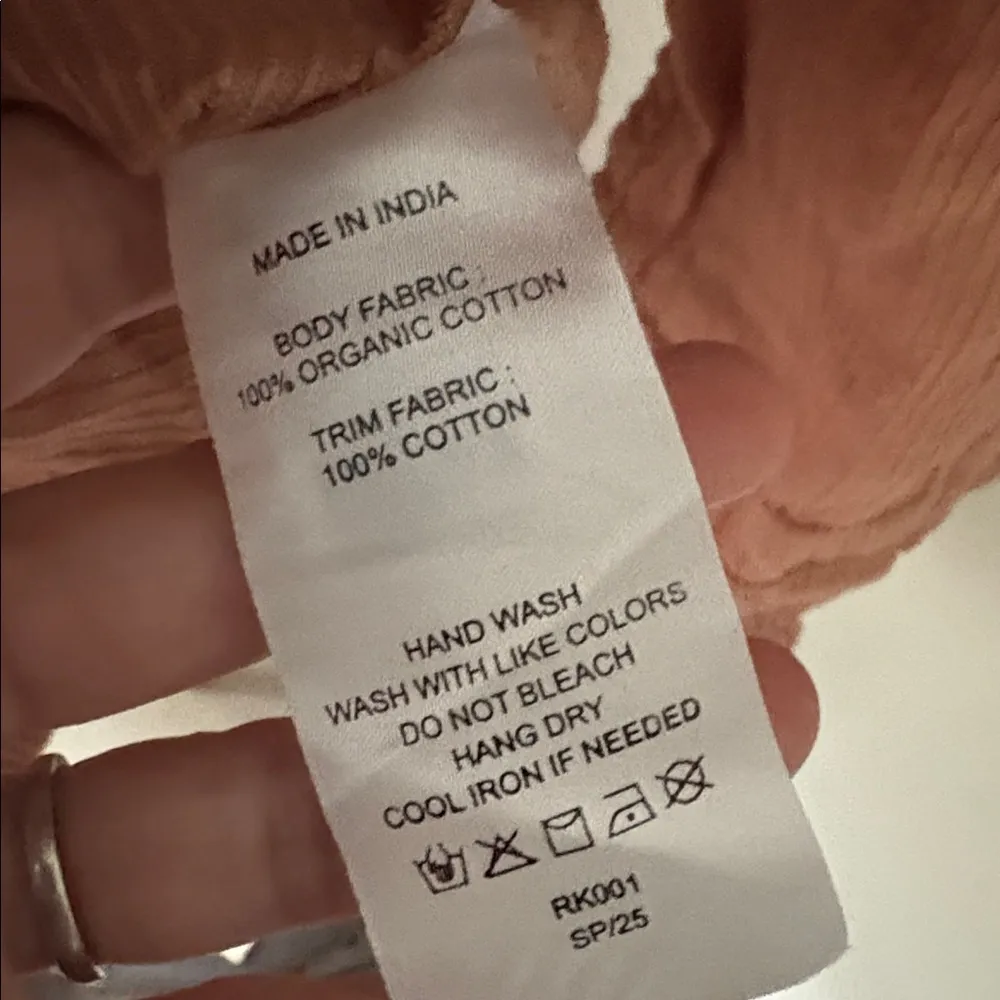 MADE IN INDIA
BODY FABRIC :
100% ORGANIC COTTON
TRIM FABRIC :
100% COTTON
HAND WASH
WASH WITH LIKE COLORS
DO NOT BLEACH
HANG DRY
COOL IRON IF NEEDED
RK001
SP/25